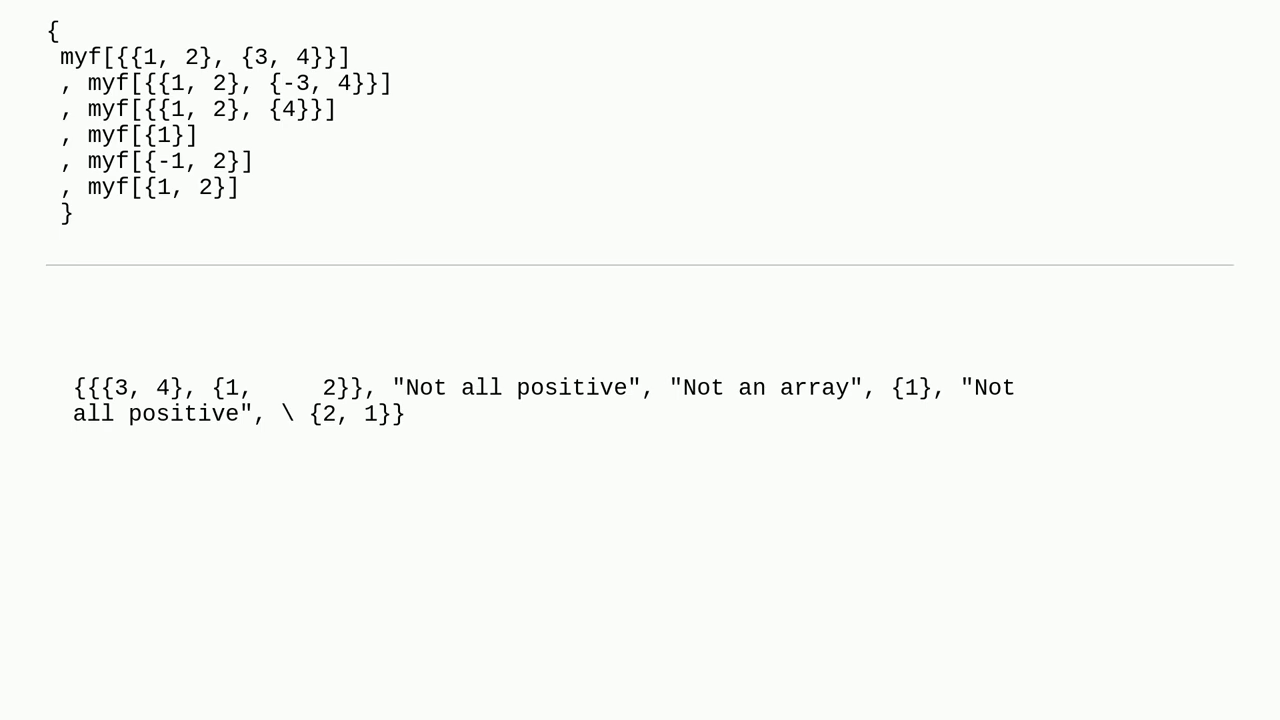 {
 myf[{{1, 2}, {3, 4}}]
 , myf[{{1, 2}, {-3, 4}}]
 , myf[{{1, 2}, {4}}]
 , myf[{1}]
 , myf[{-1, 2}]
 , myf[{1, 2}]
 }
{{{3, 4}, {1,     2}}, "Not all positive", "Not an array", {1}, "Not
all positive", \ {2, 1}}